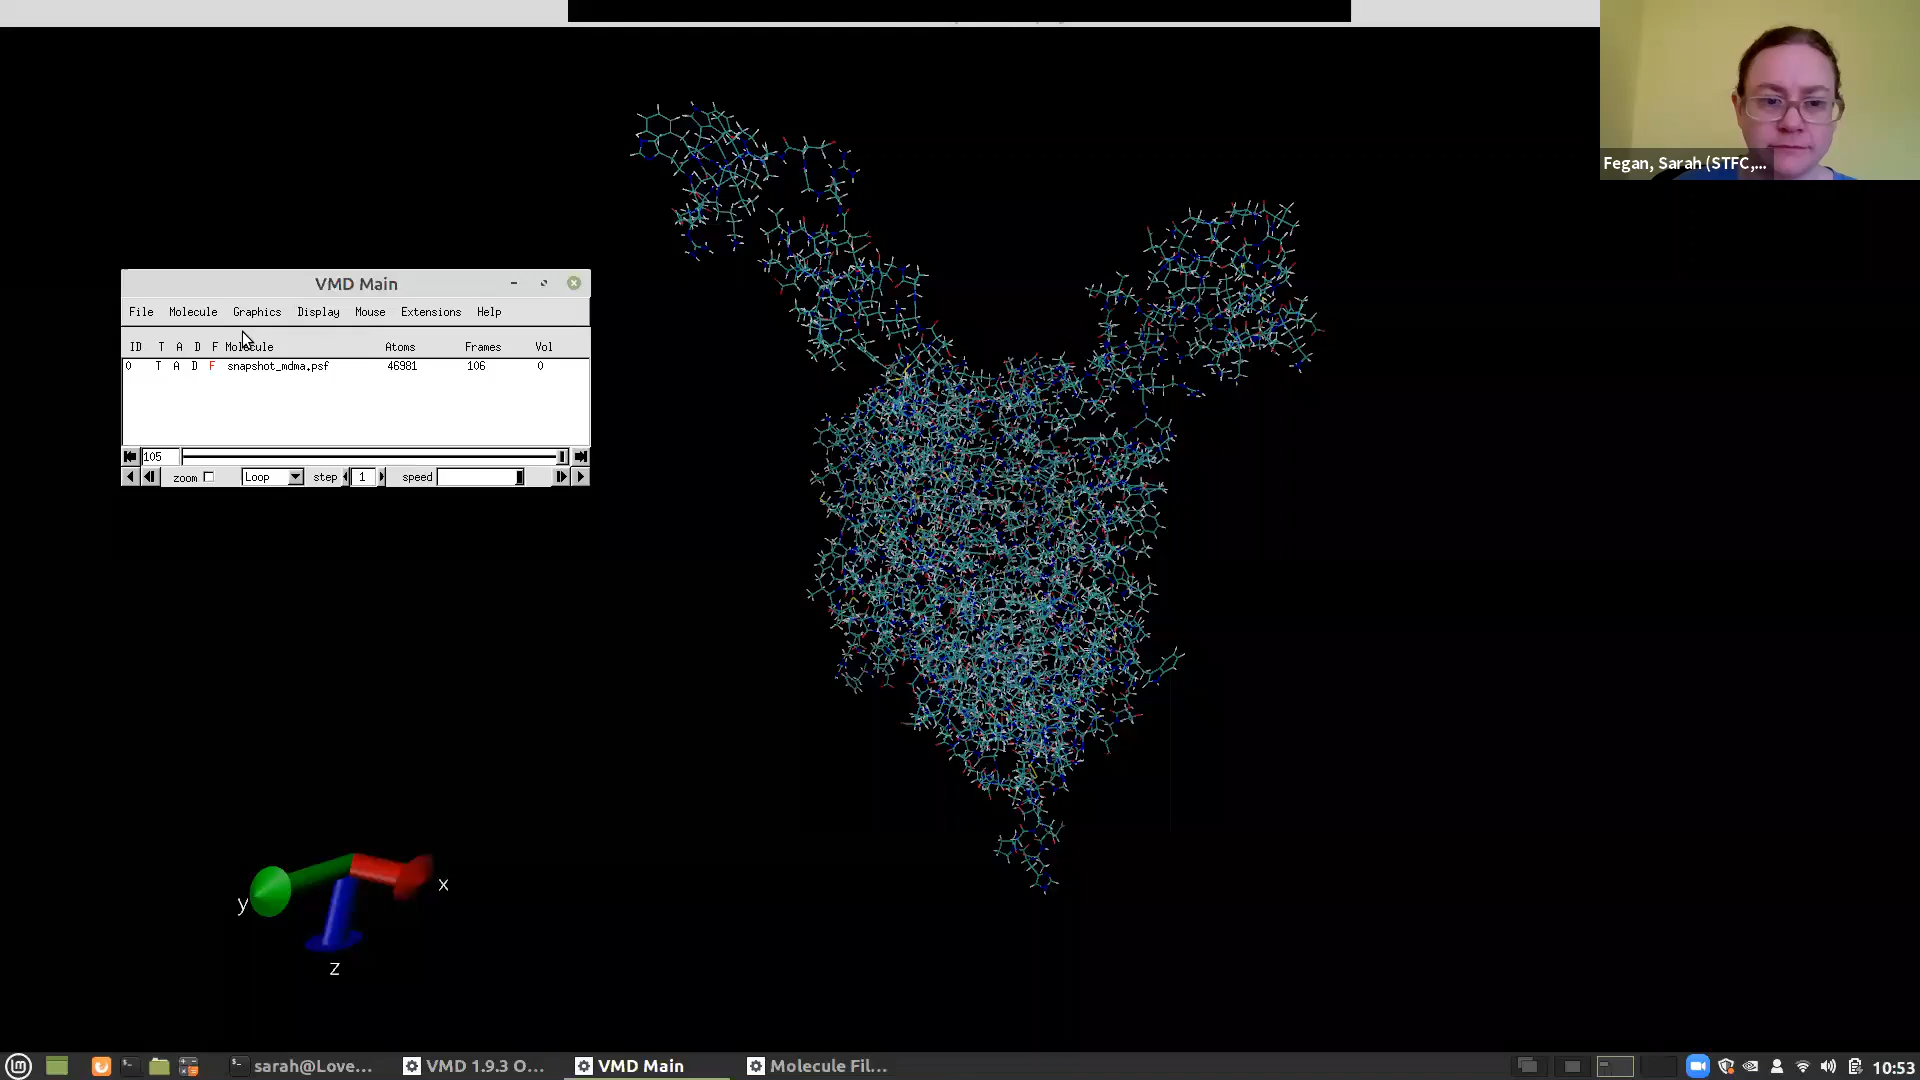 Fegan, Sarah (STFC,...
VMD Main
File Molecule Graphics Display Mouse Extensions Help
ID T A D F Molecule Atoms Frames Vol
0 T A D F snapshot_mdma.psf 46981 106 0
105
zoom Loop step 1 speed
x
y
z
sarah@Love... VMD 1.9.3 O... VMD Main Molecule Fil... 10:53